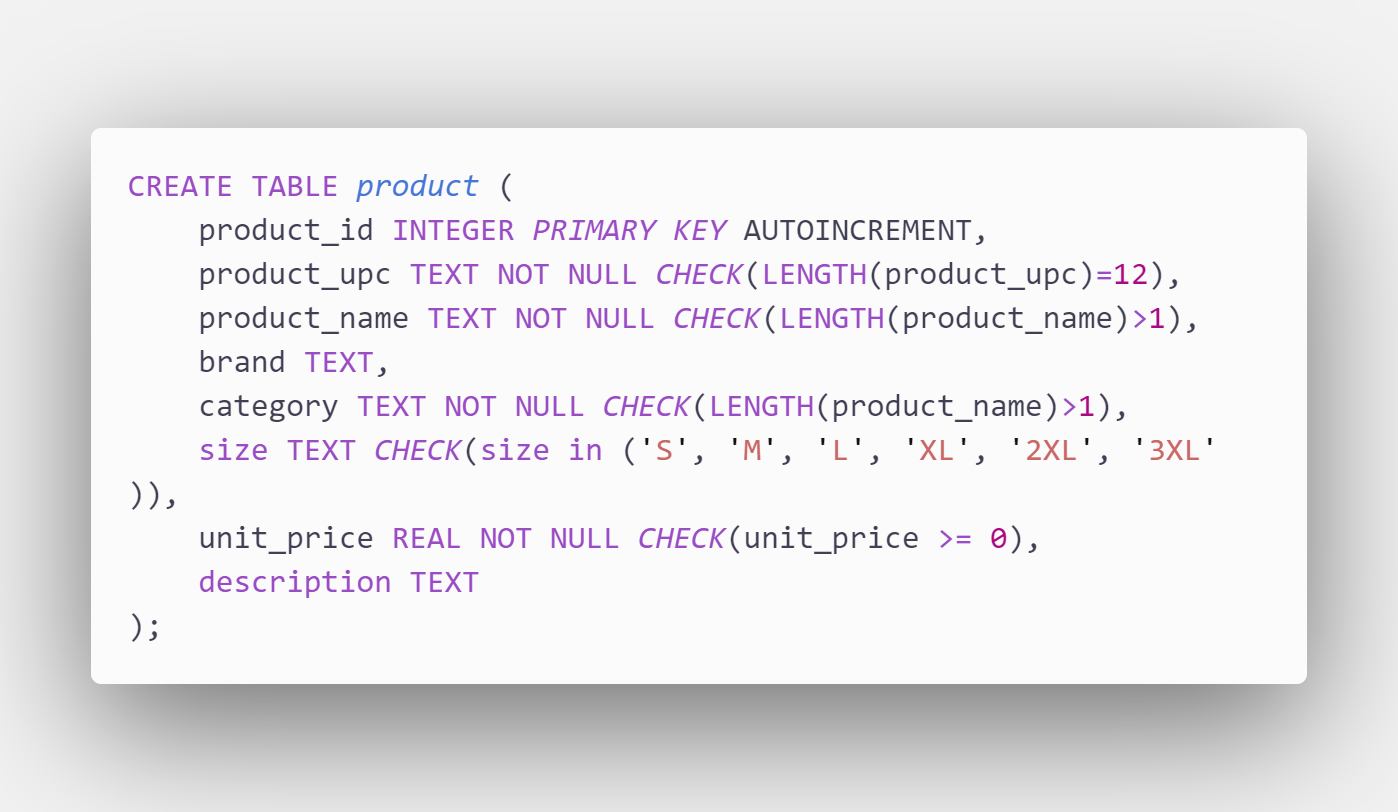 CREATE TABLE product (
    product_id INTEGER PRIMARY KEY AUTOINCREMENT,
    product_upc TEXT NOT NULL CHECK(LENGTH(product_upc)=12),
    product_name TEXT NOT NULL CHECK(LENGTH(product_name)>1),
    brand TEXT,
    category TEXT NOT NULL CHECK(LENGTH(product_name)>1),
    size TEXT CHECK(size in ('S', 'M', 'L', 'XL', '2XL', '3XL'
)),
    unit_price REAL NOT NULL CHECK(unit_price >= 0),
    description TEXT
);